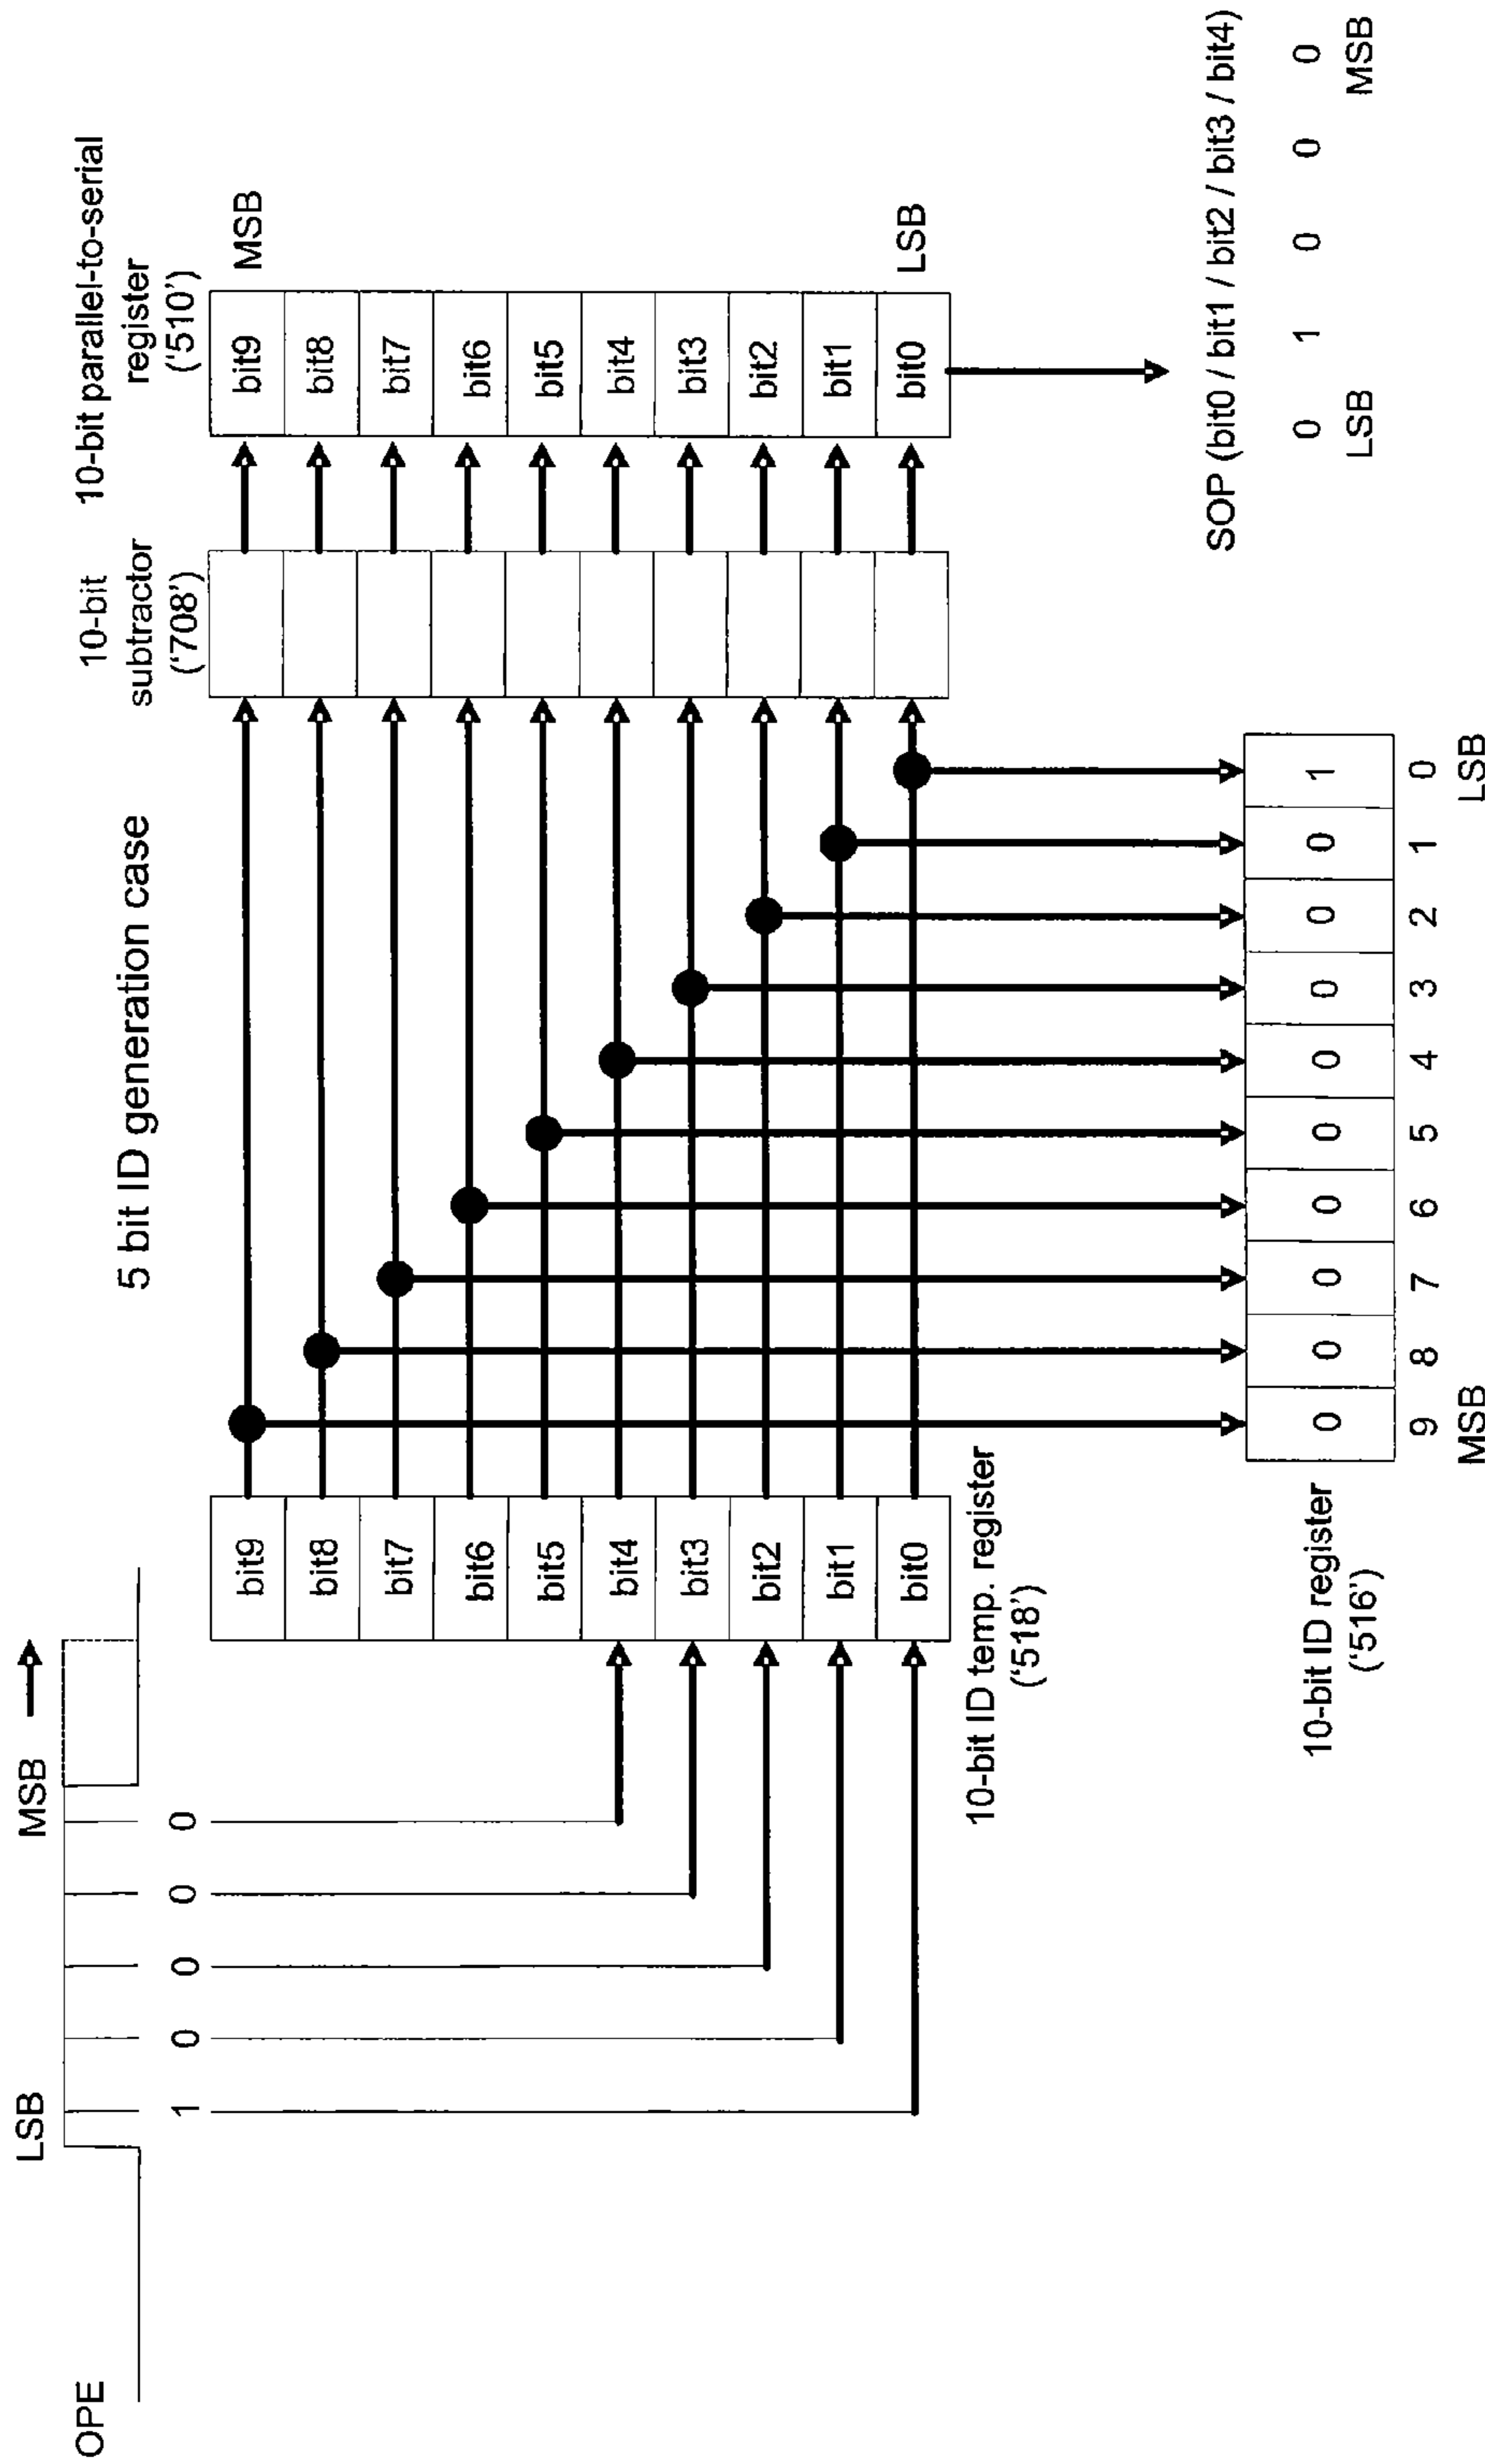 LSB MSB
OPE
1 0 0 0 0
5 bit ID generation case
10-bit
subtractor
(‘708’)
10-bit parallel-to-serial
register
(‘510’)
bit9
bit8
bit7
bit6
bit5
bit4
bit3
bit2
bit1
bit0
10-bit ID temp. register
(‘518’)
bit9 MSB
bit8
bit7
bit6
bit5
bit4
bit3
bit2
bit1
bit0 LSB
SOP (bit0 / bit1 / bit2 / bit3 / bit4)
0 1 0 0 0
LSB MSB
10-bit ID register
(‘516’)
0 0 0 0 0 0 0 0 0 1
9 8 7 6 5 4 3 2 1 0
MSB LSB